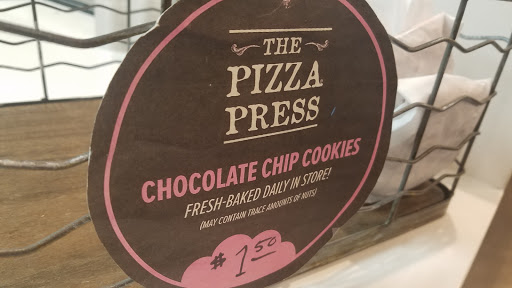 THE
PIZZA
PRESS
CHOCOLATE CHIP COOKIES
FRESH-BAKED DAILY IN STORE!
(MAY CONTAIN TRACE AMOUNTS OF NUTS)
$1.50